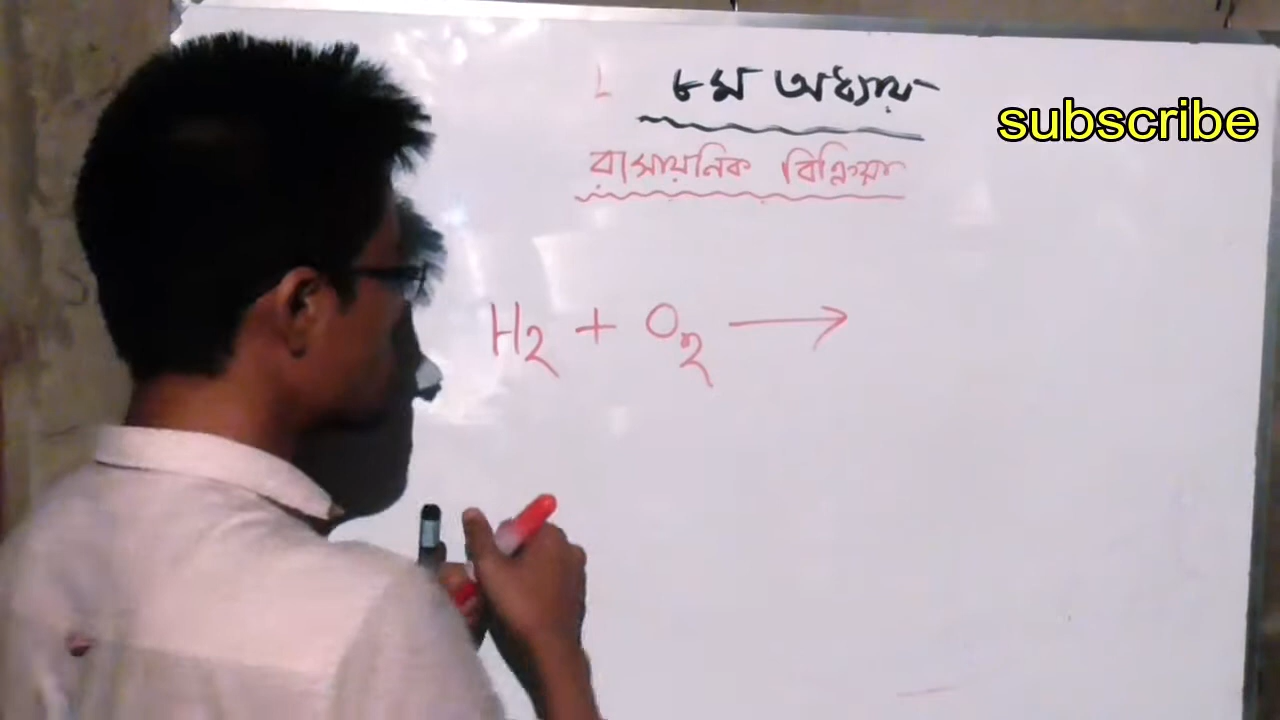 ৮ম অধ্যায়
subscribe
রাসায়নিক বিক্রিয়া
H₂ + O₂ →